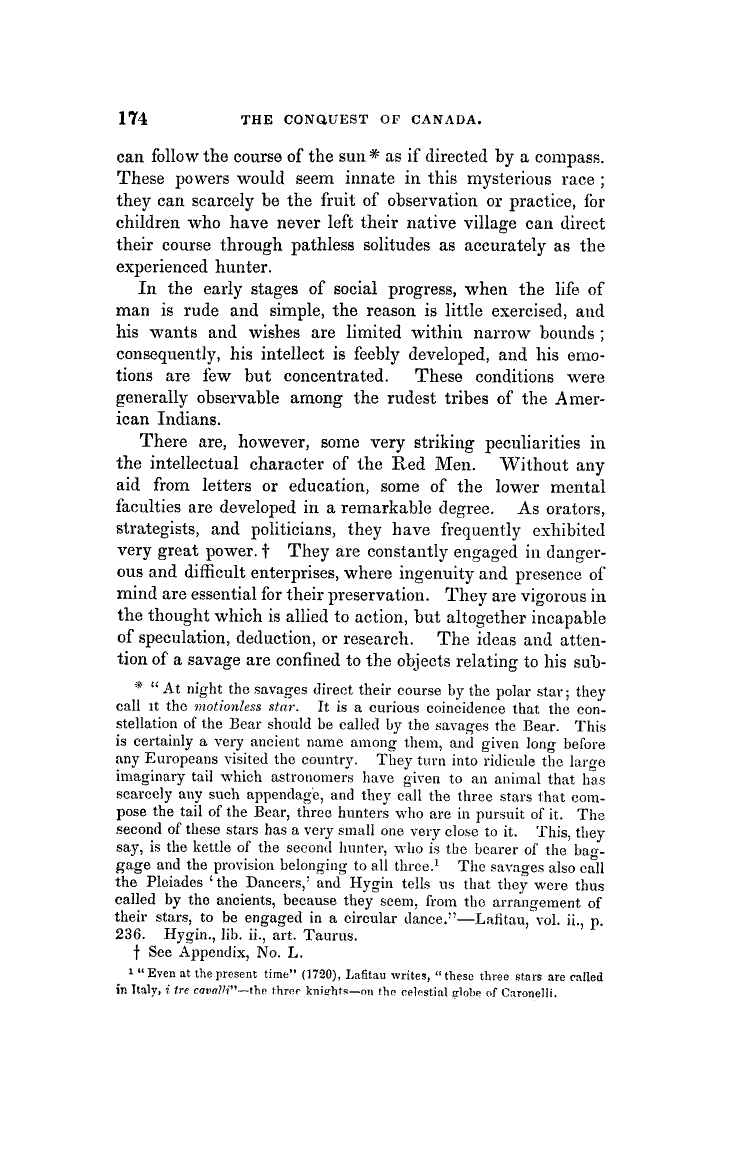 174 THE CONQUEST OF CANADA.
can follow the course of the sun * as if directed by a compass.
These powers would seem innate in this mysterious race ;
they can scarcely be the fruit of observation or practice, for
children who have never left their native village can direct
their course through pathless solitudes as accurately as the
experienced hunter.
In the early stages of social progress, when the life of
man is rude and simple, the reason is little exercised, and
his wants and wishes are limited within narrow bounds ;
consequently, his intellect is feebly developed, and his emo-
tions are few but concentrated. These conditions were
generally observable among the rudest tribes of the Amer-
ican Indians.
There are, however, some very striking peculiarities in
the intellectual character of the Red Men. Without any
aid from letters or education, some of the lower mental
faculties are developed in a remarkable degree. As orators,
strategists, and politicians, they have frequently exhibited
very great power. † They are constantly engaged in danger-
ous and difficult enterprises, where ingenuity and presence of
mind are essential for their preservation. They are vigorous in
the thought which is allied to action, but altogether incapable
of speculation, deduction, or research. The ideas and atten-
tion of a savage are confined to the objects relating to his sub-
* " At night the savages direct their course by the polar star; they
call it the motionless star. It is a curious coincidence that the con-
stellation of the Bear should be called by the savages the Bear. This
is certainly a very ancient name among them, and given long before
any Europeans visited the country. They turn into ridicule the large
imaginary tail which astronomers have given to an animal that has
scarcely any such appendage, and they call the three stars that com-
pose the tail of the Bear, three hunters who are in pursuit of it. The
second of these stars has a very small one very close to it. This, they
say, is the kettle of the second hunter, who is the bearer of the bag-
gage and the provision belonging to all three.¹ The savages also call
the Pleiades 'the Dancers,' and Hygin tells us that they were thus
called by the ancients, because they seem, from the arrangement of
their stars, to be engaged in a circular dance."—Lafitau, vol. ii., p.
236. Hygin., lib. ii., art. Taurus.
† See Appendix, No. L.
¹ "Even at the present time" (1720), Lafitau writes, "these three stars are called
in Italy, i tre cavalli"—the three knights—on the celestial globe of Caronelli.